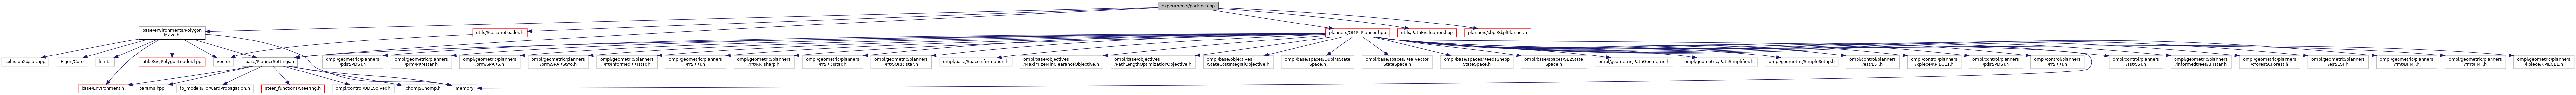 experiments/parking.cpp
base/environments/Polygon
Maze.h
utils/ScenarioLoader.h
planners/OMPLPlanner.hpp
utils/PathEvaluation.hpp
planners/sbpl/SbplPlanner.h
collision2d/sat.hpp
Eigen/Core
limits
utils/SvgPolygonLoader.hpp
vector
base/PlannerSettings.h
ompl/geometric/planners
/pdst/PDST.h
ompl/geometric/planners
/prm/PRMstar.h
ompl/geometric/planners
/prm/SPARS.h
ompl/geometric/planners
/prm/SPARStwo.h
ompl/geometric/planners
/rrt/InformedRRTstar.h
ompl/geometric/planners
/rrt/RRT.h
ompl/geometric/planners
/rrt/RRTsharp.h
ompl/geometric/planners
/rrt/RRTstar.h
ompl/geometric/planners
/rrt/SORRTstar.h
ompl/base/SpaceInformation.h
ompl/base/objectives
/MaximizeMinClearanceObjective.h
ompl/base/objectives
/PathLengthOptimizationObjective.h
ompl/base/objectives
/StateCostIntegralObjective.h
ompl/base/spaces/DubinsState
Space.h
ompl/base/spaces/RealVector
StateSpace.h
ompl/base/spaces/ReedsShepp
StateSpace.h
ompl/base/spaces/SE2State
Space.h
ompl/geometric/PathGeometric.h
ompl/geometric/PathSimplifier.h
ompl/geometric/SimpleSetup.h
ompl/control/planners
/est/EST.h
ompl/control/planners
/kpiece/KPIECE1.h
ompl/control/planners
/pdst/PDST.h
ompl/control/planners
/rrt/RRT.h
ompl/control/planners
/sst/SST.h
ompl/geometric/planners
/informedtrees/BITstar.h
ompl/geometric/planners
/cforest/CForest.h
ompl/geometric/planners
/est/EST.h
ompl/geometric/planners
/fmt/BFMT.h
ompl/geometric/planners
/fmt/FMT.h
ompl/geometric/planners
/kpiece/KPIECE1.h
base/Environment.h
params.hpp
fp_models/ForwardPropagation.h
steer_functions/Steering.h
ompl/control/ODESolver.h
chomp/Chomp.h
memory